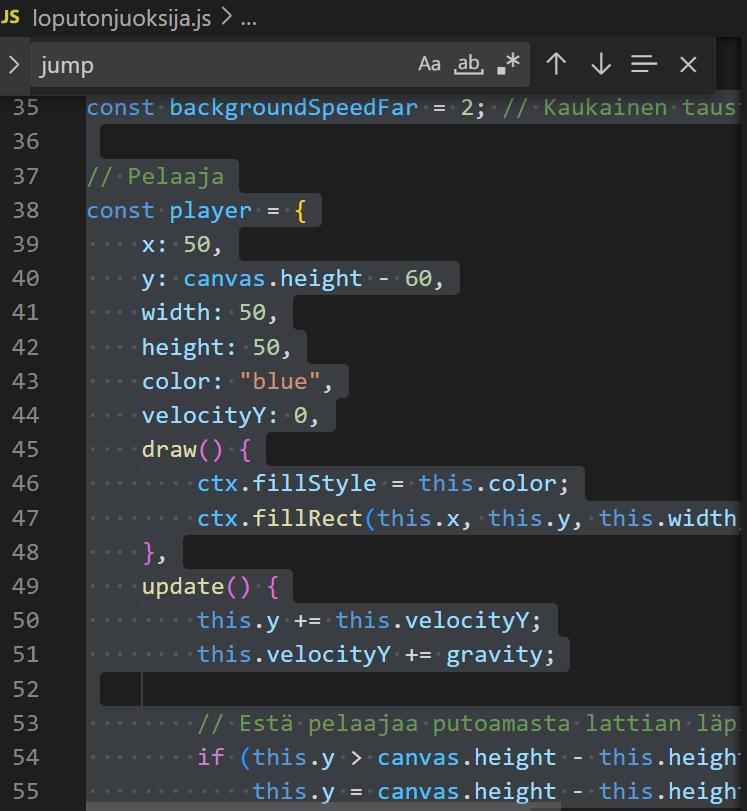 JS loputonjuoksija.js > ...
> jump Aa ab .*
35 const backgroundSpeedFar = 2; // Kaukainen
36
37 // Pelaaja
38 const player = {
39 x: 50,
40 y: canvas.height - 60,
41 width: 50,
42 height: 50,
43 color: "blue",
44 velocityY: 0,
45 draw() {
46 ctx.fillStyle = this.color;
47 ctx.fillRect(this.x, this.y, this.width
48 },
49 update() {
50 this.y += this.velocityY;
51 this.velocityY += gravity;
52
53 // Estä pelaajaa putoamasta lattian läp
54 if (this.y > canvas.height - this.heigh
55 this.y = canvas.height - this.heigh